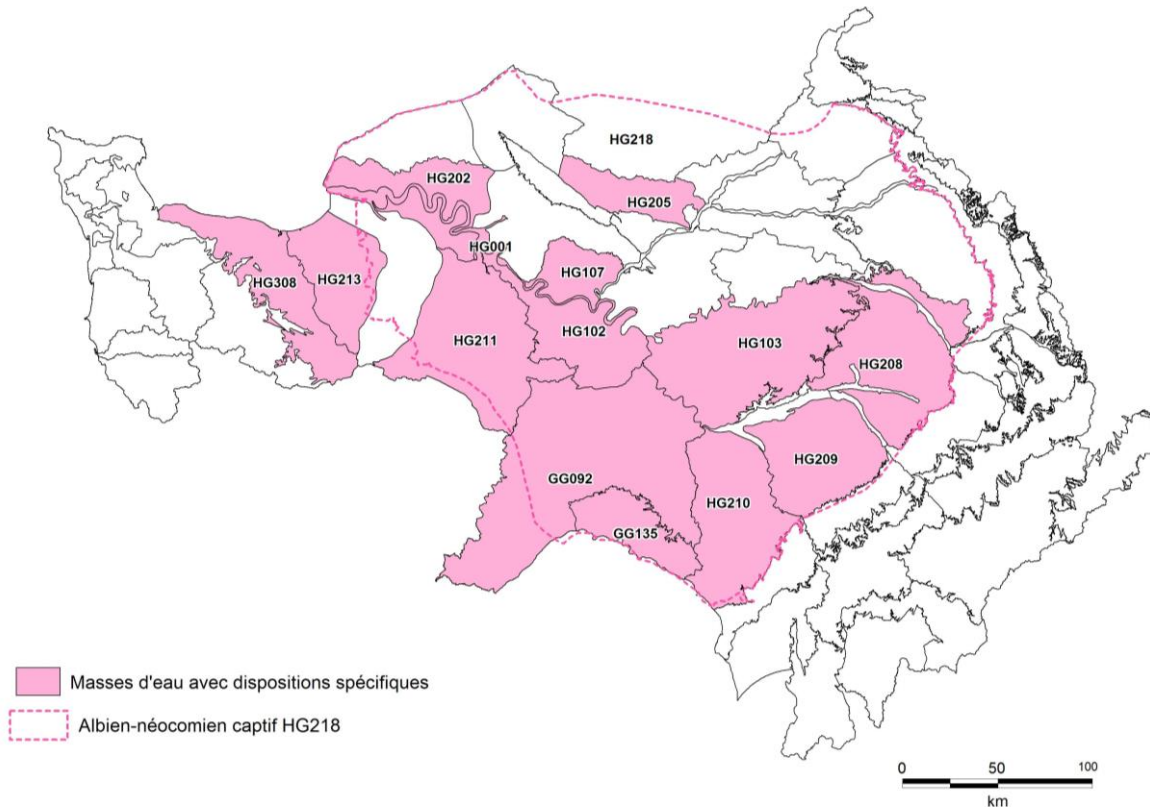 HG218
HG202
HG205
HG001
HG107
HG308
HG213
HG211
HG102
HG103
HG208
HG209
GG092
HG210
GG135
Masses d'eau avec dispositions spécifiques
Albien-néocomien captif HG218
0 50 100
km